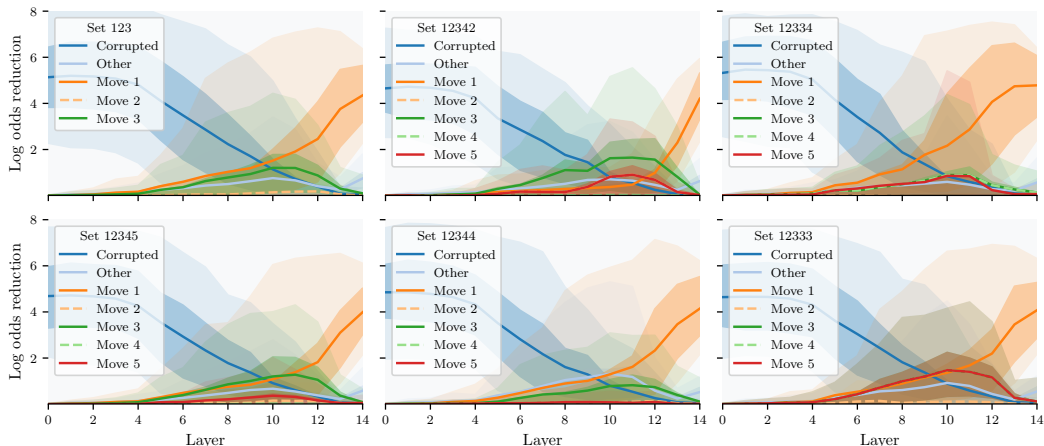 8
6
4
2
Log odds reduction
Set 123
Corrupted
Other
Move 1
Move 2
Move 3
Set 12342
Corrupted
Other
Move 1
Move 2
Move 3
Move 4
Move 5
Set 12334
Corrupted
Other
Move 1
Move 2
Move 3
Move 4
Move 5
8
6
4
2
Log odds reduction
Set 12345
Corrupted
Other
Move 1
Move 2
Move 3
Move 4
Move 5
0 2 4 6 8 10 12 14
Layer
Set 12344
Corrupted
Other
Move 1
Move 2
Move 3
Move 4
Move 5
0 2 4 6 8 10 12 14
Layer
Set 12333
Corrupted
Other
Move 1
Move 2
Move 3
Move 4
Move 5
0 2 4 6 8 10 12 14
Layer